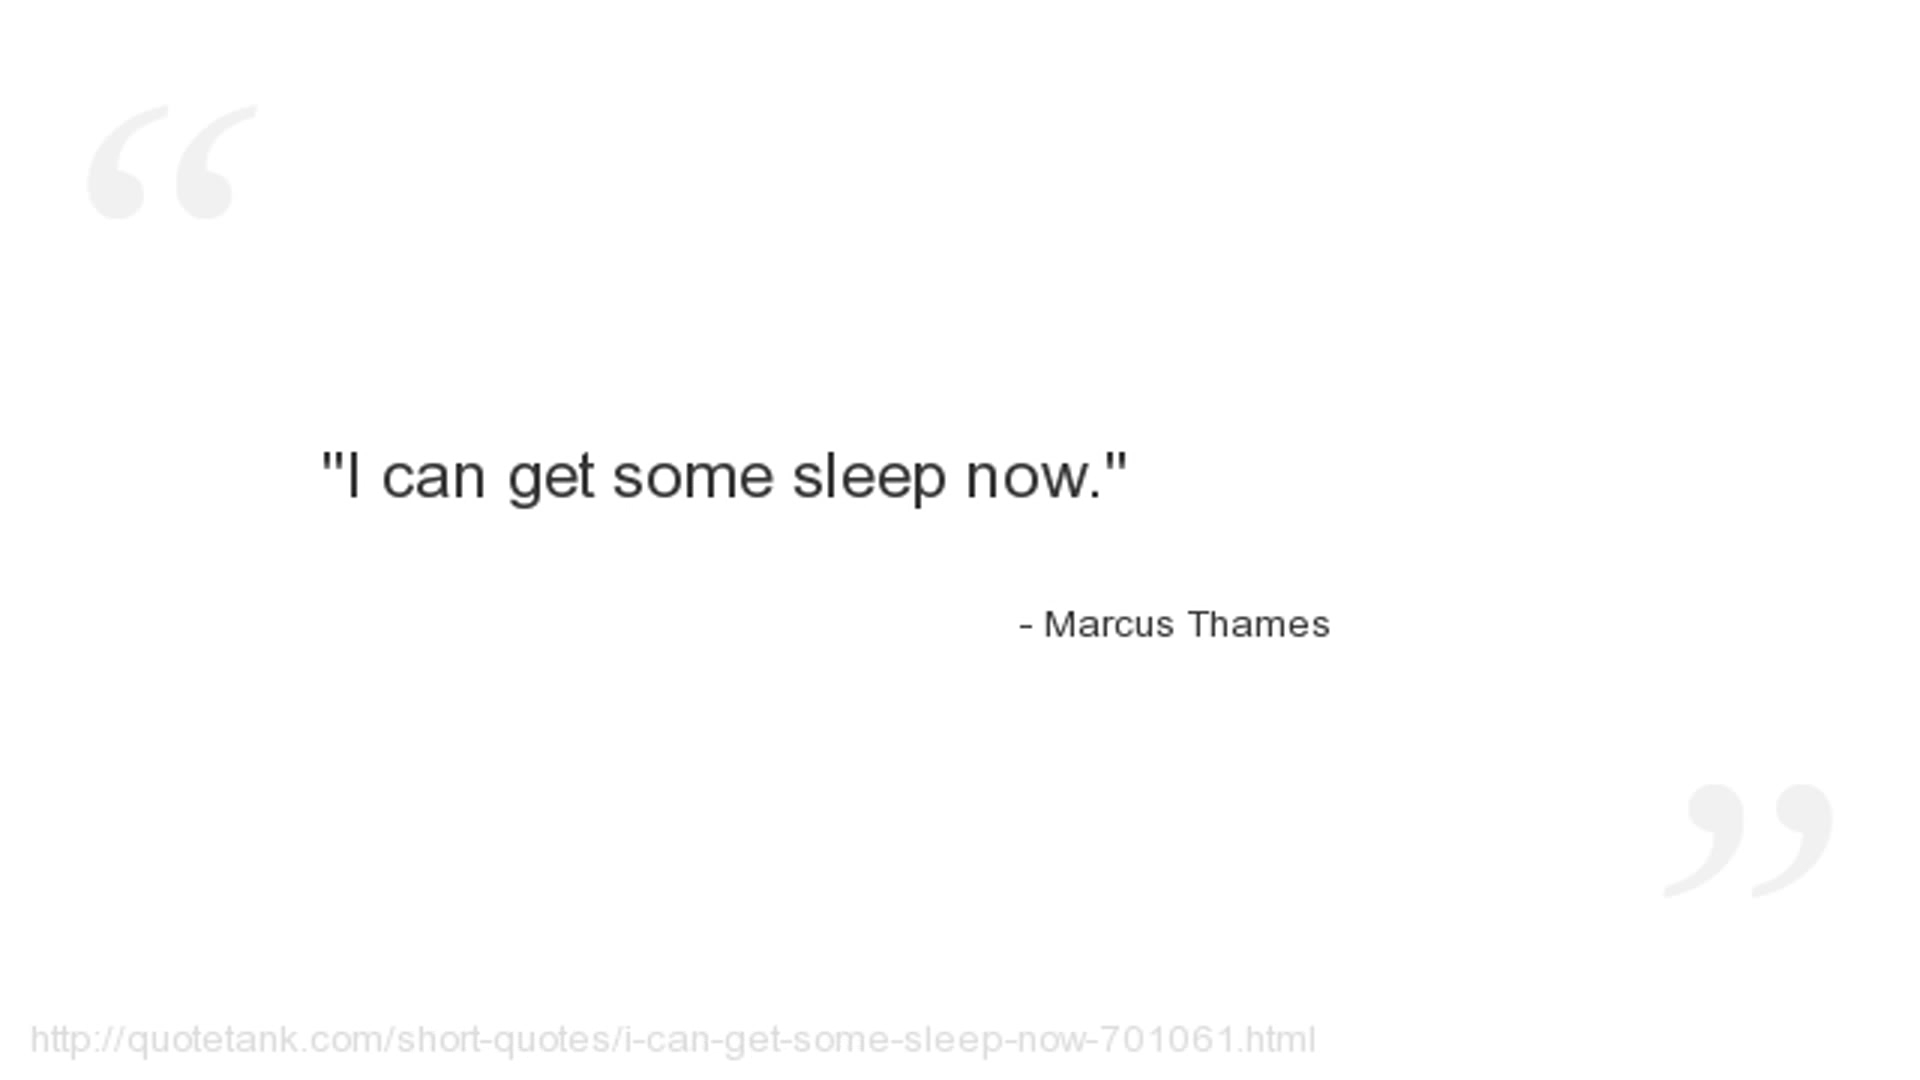 "I can get some sleep now."
- Marcus Thames
http://quotetank.com/short-quotes/i-can-get-some-sleep-now-701061.html